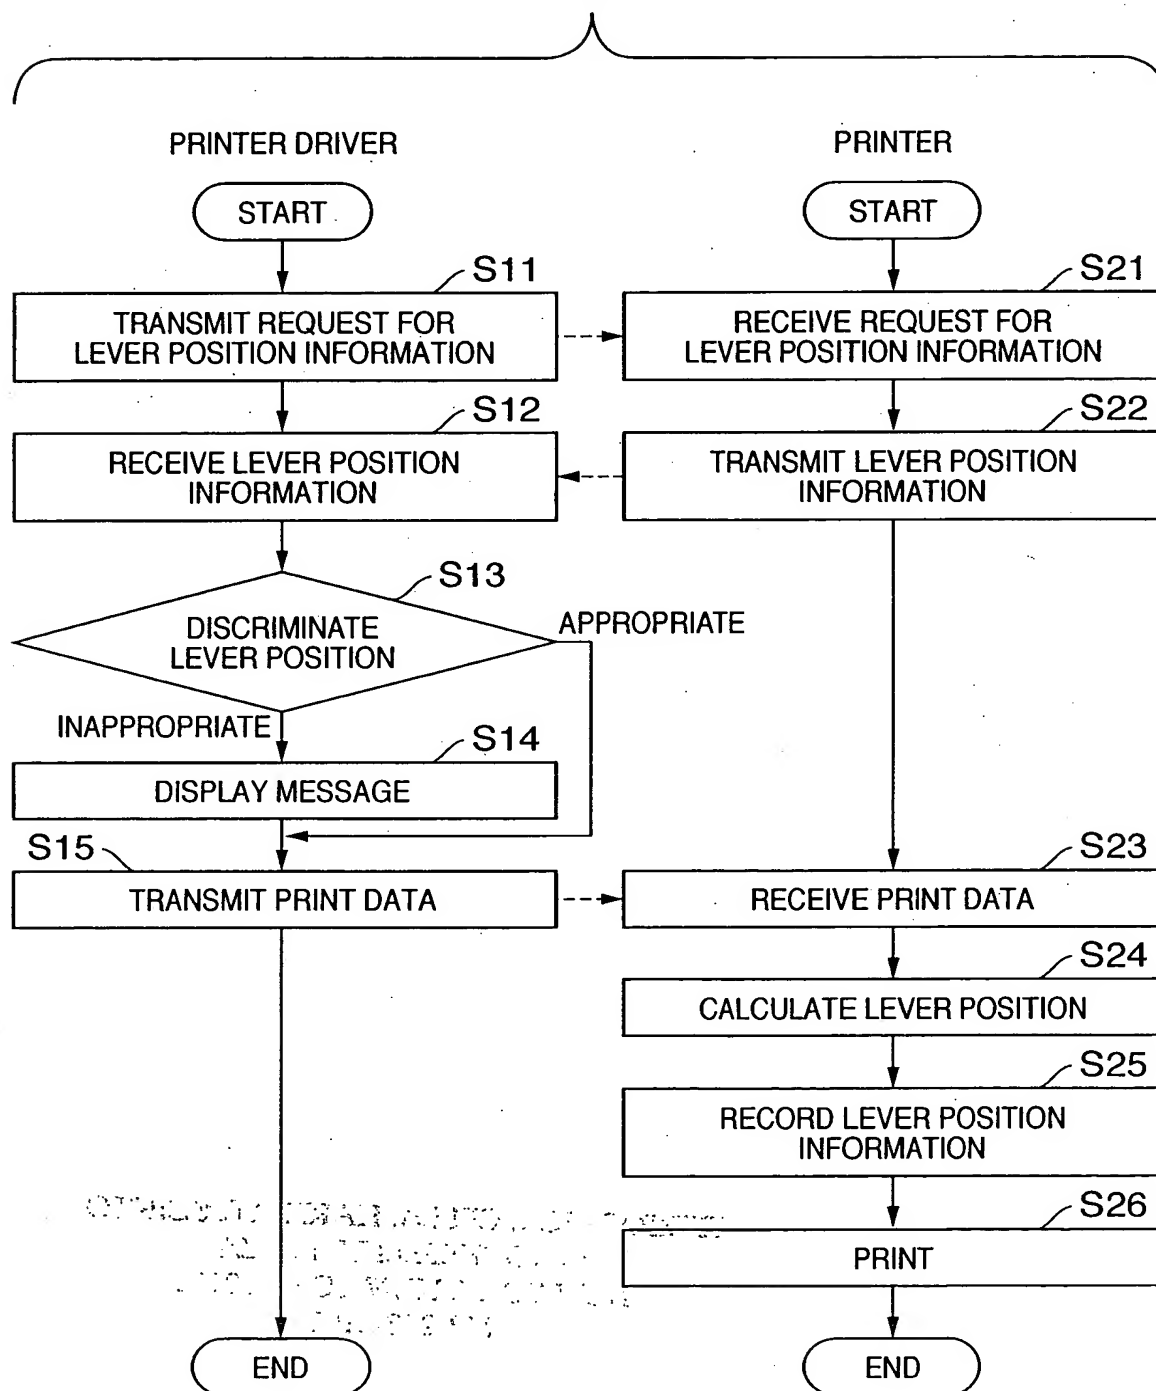 PRINTER DRIVER
START
S11
TRANSMIT REQUEST FOR
LEVER POSITION INFORMATION
S12
RECEIVE LEVER POSITION
INFORMATION
S13
DISCRIMINATE
LEVER POSITION
APPROPRIATE
INAPPROPRIATE
S14
DISPLAY MESSAGE
S15
TRANSMIT PRINT DATA
END
PRINTER
START
S21
RECEIVE REQUEST FOR
LEVER POSITION INFORMATION
S22
TRANSMIT LEVER POSITION
INFORMATION
S23
RECEIVE PRINT DATA
S24
CALCULATE LEVER POSITION
S25
RECORD LEVER POSITION
INFORMATION
S26
PRINT
END